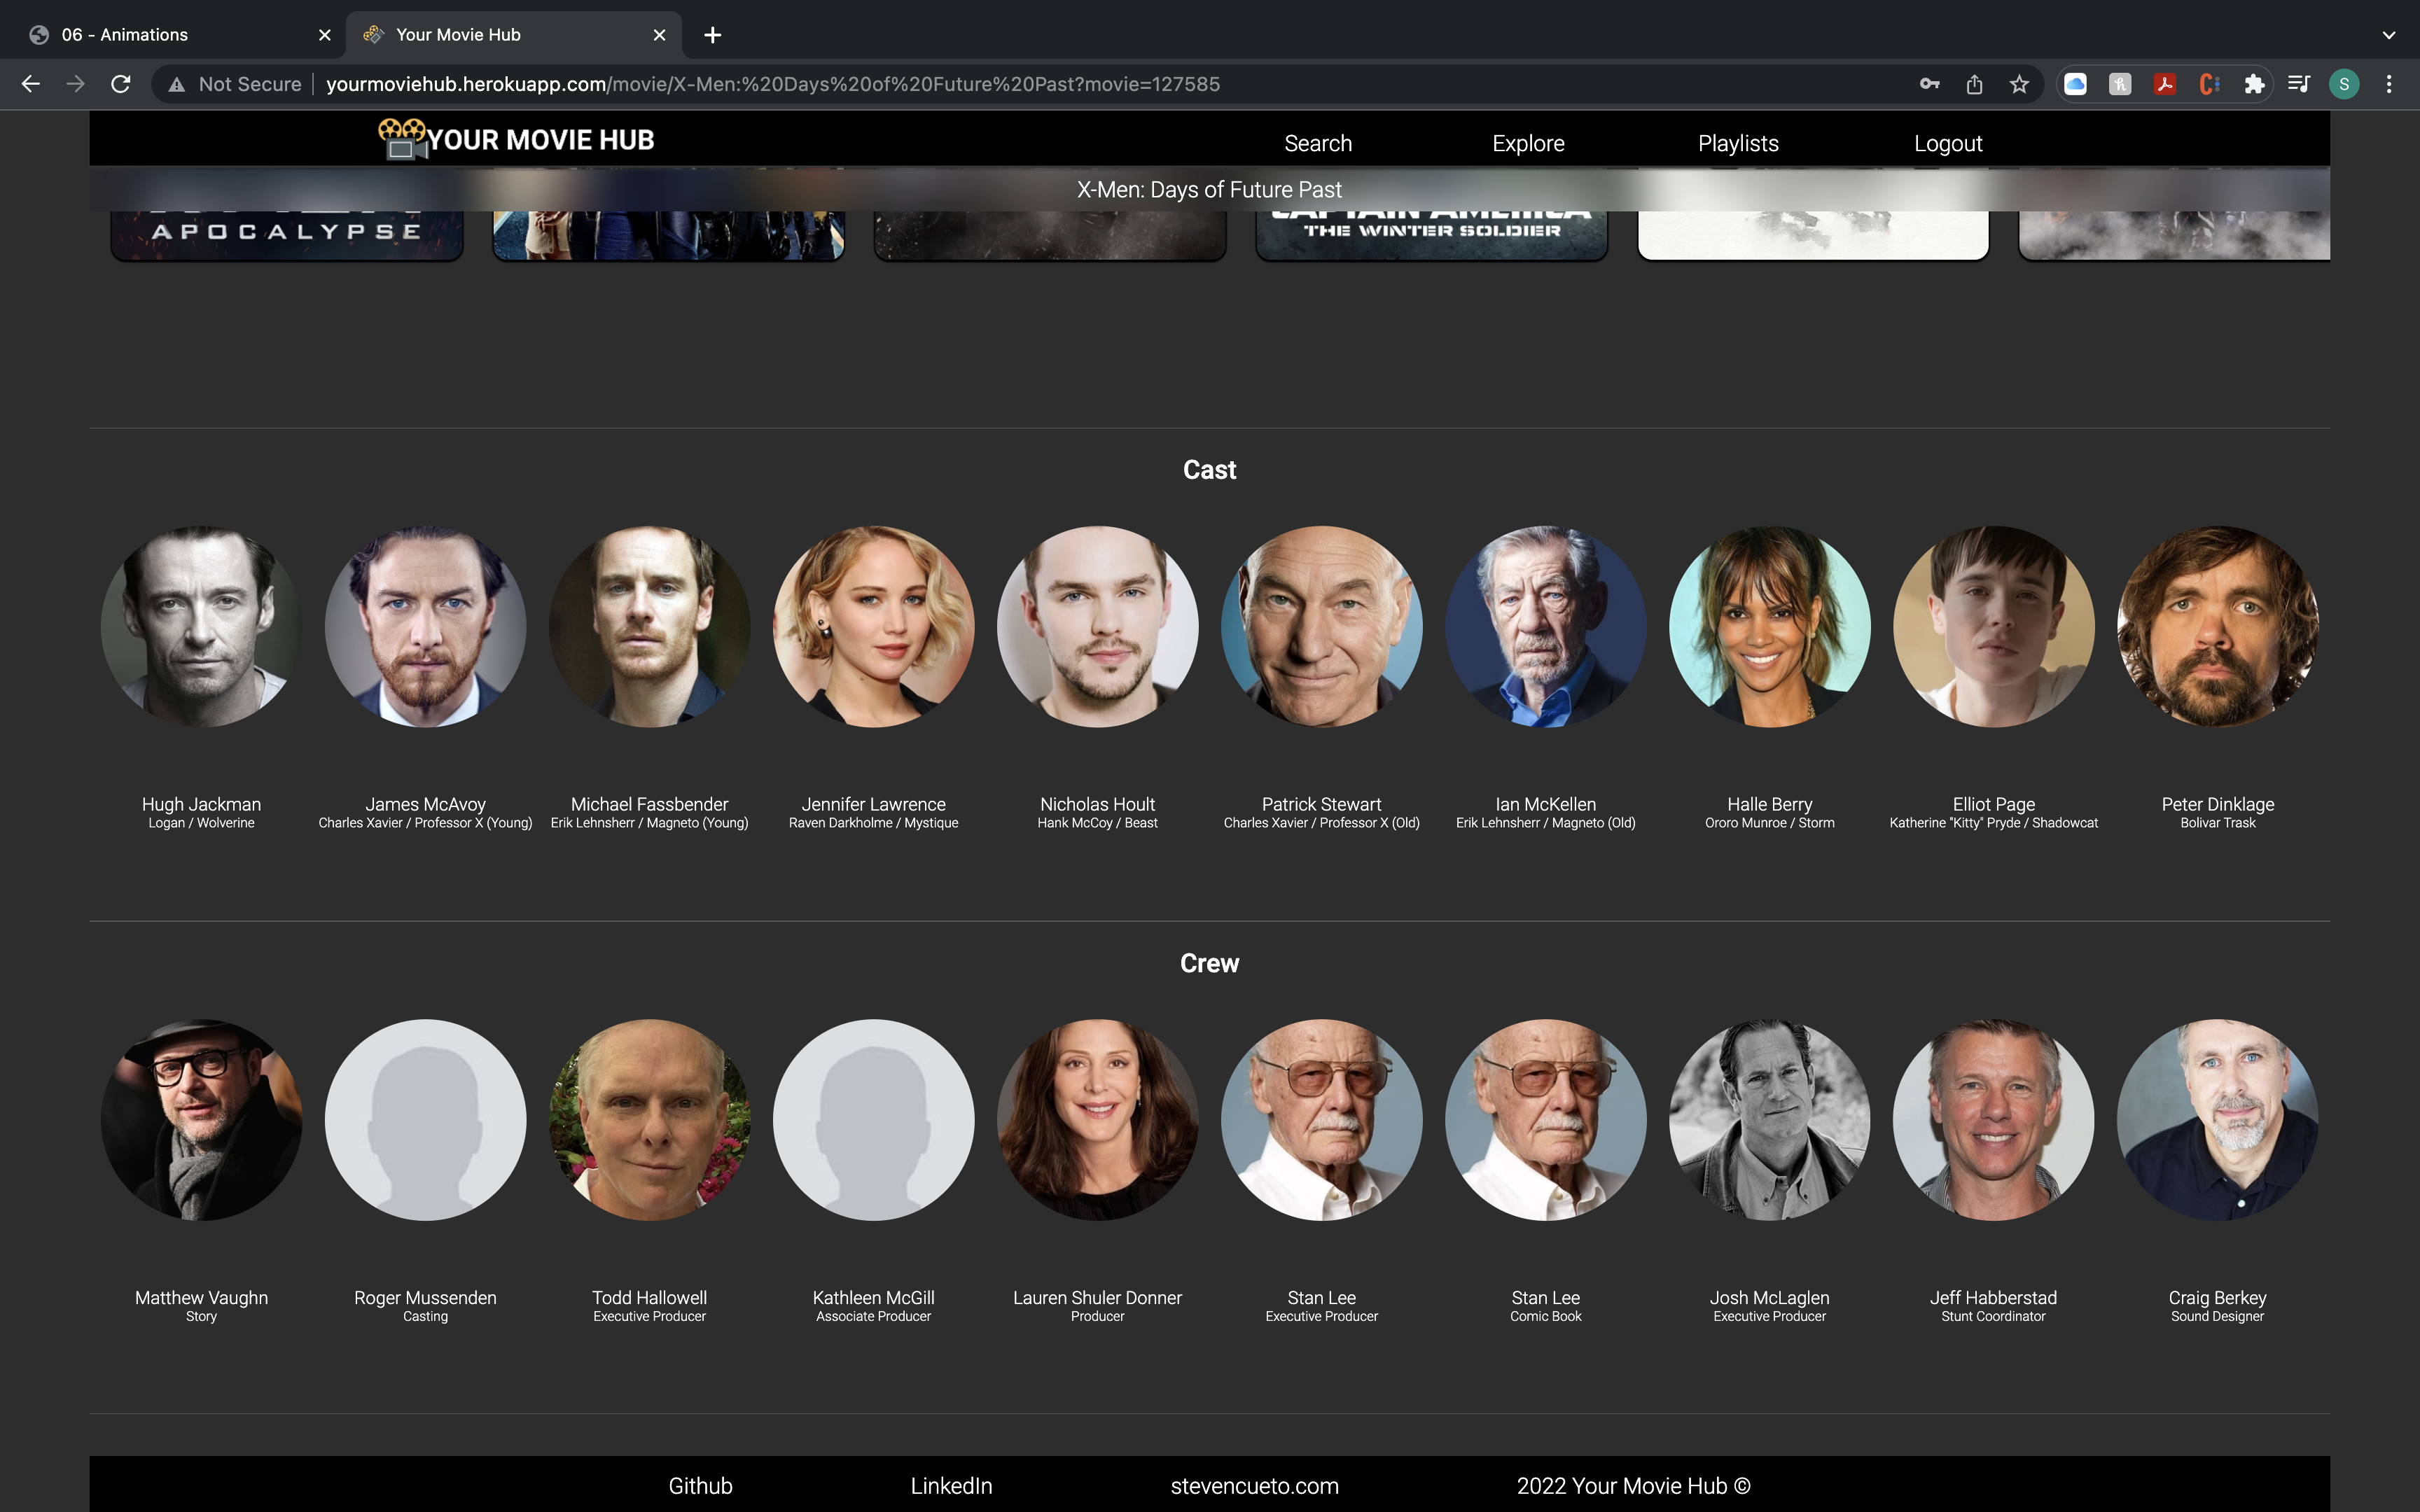 06 - Animations
Your Movie Hub
Not Secure
yourmoviehub.herokuapp.com/movie/X-Men:%20Days%20of%20Future%20Past?movie=127585
S
YOUR MOVIE HUB
Search
Explore
Playlists
Logout
X-Men: Days of Future Past
APOCALYPSE
CAPTAIN AMERICA
THE WINTER SOLDIER
Cast
Hugh Jackman
Logan / Wolverine
James McAvoy
Charles Xavier / Professor X (Young)
Michael Fassbender
Erik Lehnsherr / Magneto (Young)
Jennifer Lawrence
Raven Darkholme / Mystique
Nicholas Hoult
Hank McCoy / Beast
Patrick Stewart
Charles Xavier / Professor X (Old)
Ian McKellen
Erik Lehnsherr / Magneto (Old)
Halle Berry
Ororo Munroe / Storm
Elliot Page
Katherine "Kitty" Pryde / Shadowcat
Peter Dinklage
Bolivar Trask
Crew
Matthew Vaughn
Story
Roger Mussenden
Casting
Todd Hallowell
Executive Producer
Kathleen McGill
Associate Producer
Lauren Shuler Donner
Producer
Stan Lee
Executive Producer
Stan Lee
Comic Book
Josh McLaglen
Executive Producer
Jeff Habberstad
Stunt Coordinator
Craig Berkey
Sound Designer
Github
LinkedIn
stevencueto.com
2022 Your Movie Hub ©